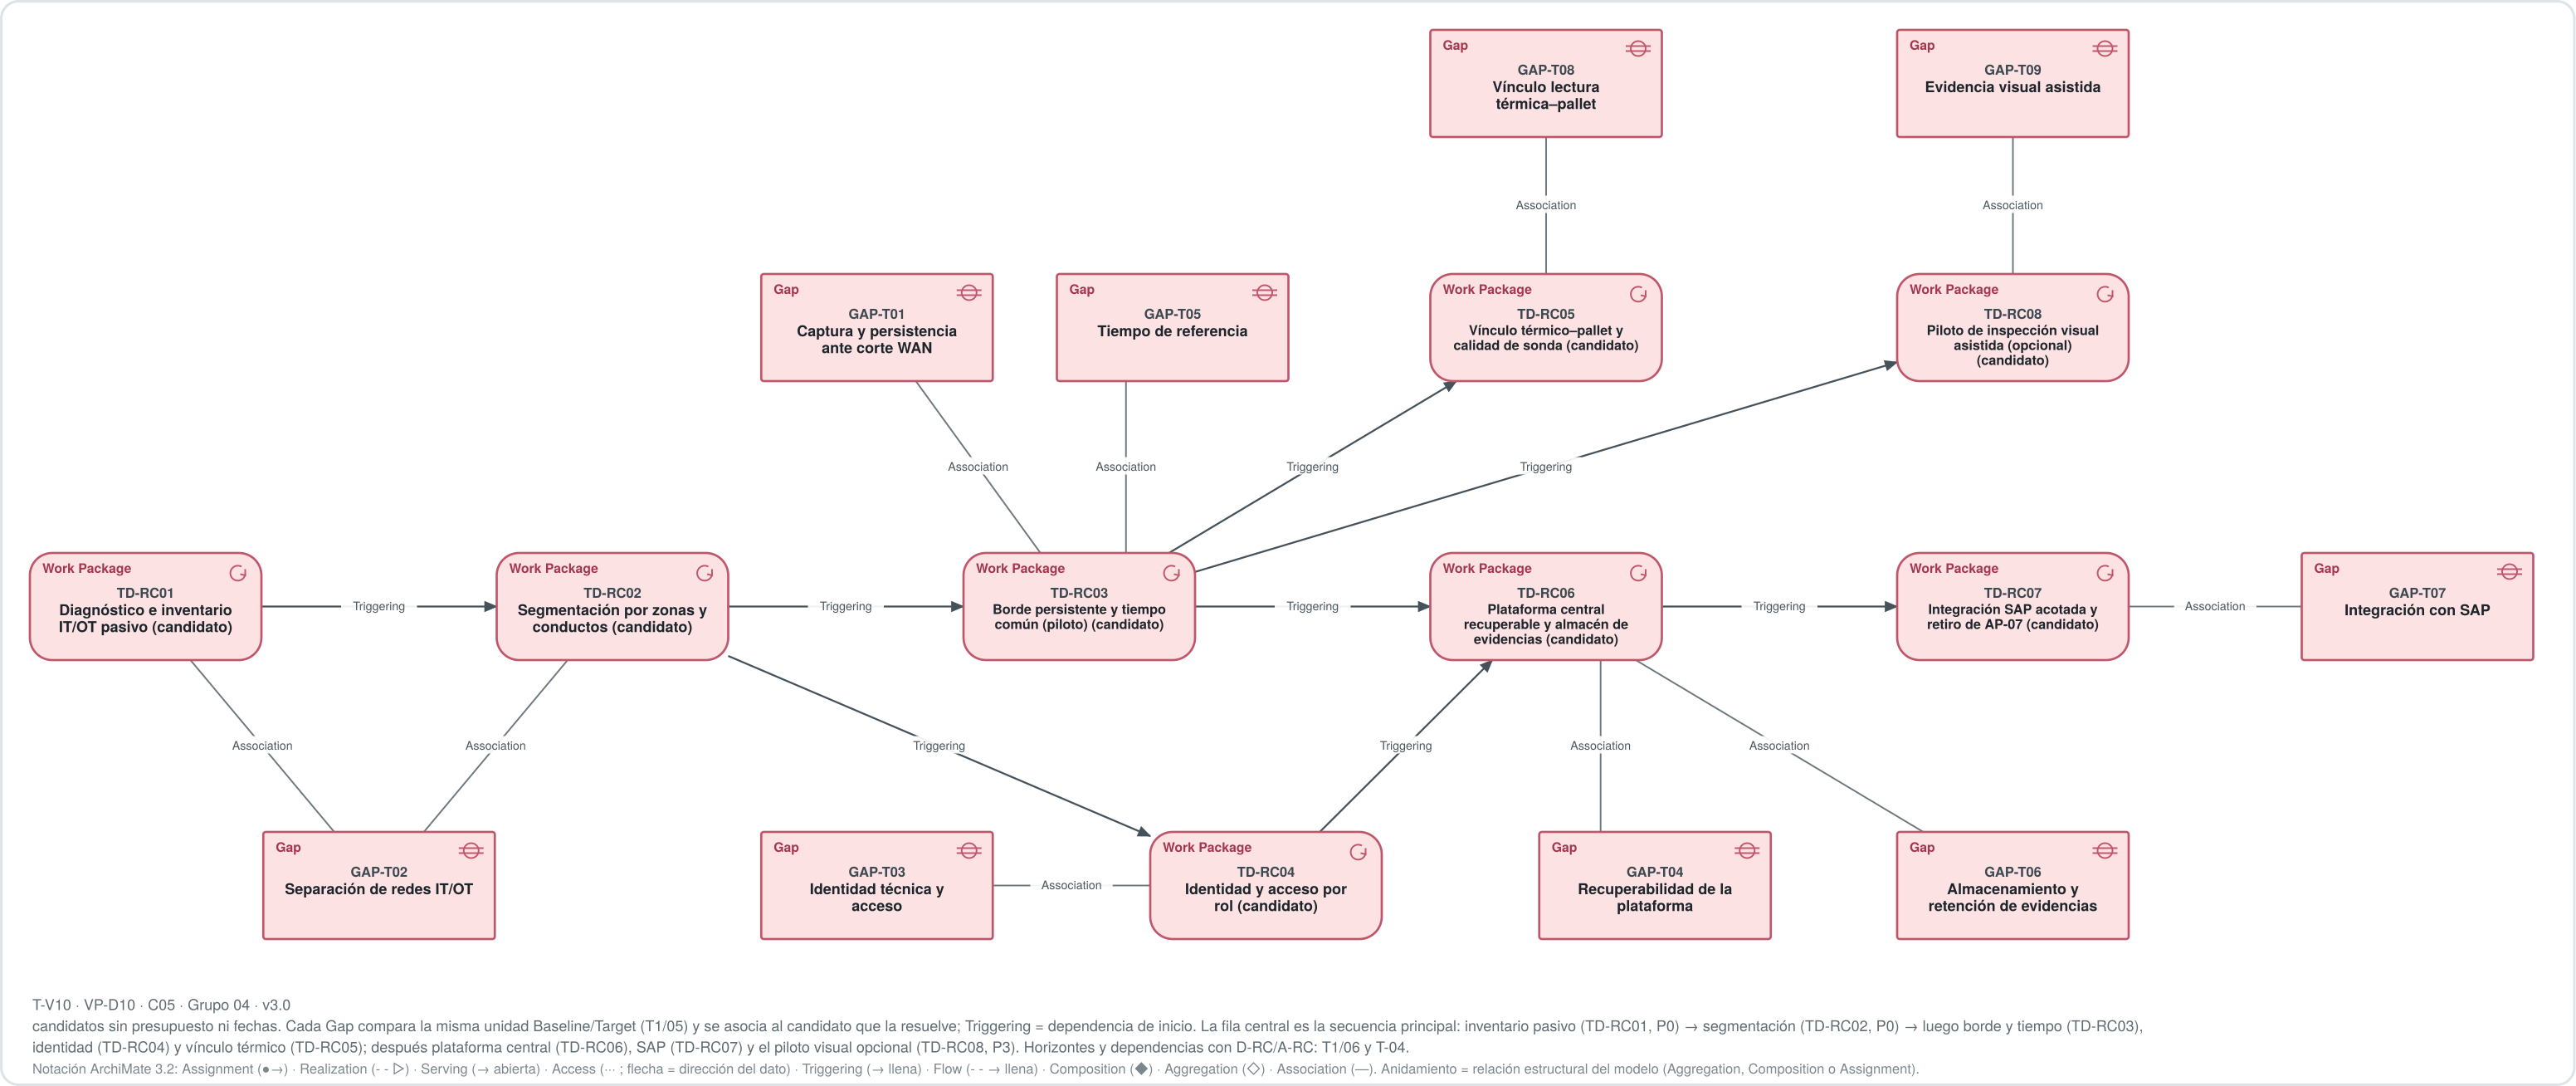 Gap
GAP-T08
Vínculo lectura
térmica–pallet
Gap
GAP-T09
Evidencia visual asistida
Association
Association
Gap
GAP-T01
Captura y persistencia
ante corte WAN
Gap
GAP-T05
Tiempo de referencia
Work Package
TD-RC05
Vínculo térmico–pallet y
calidad de sonda (candidato)
Work Package
TD-RC08
Piloto de inspección visual
asistida (opcional)
(candidato)
Association
Association
Triggering
Triggering
Work Package
TD-RC01
Diagnóstico e inventario
IT/OT pasivo (candidato)
Triggering
Work Package
TD-RC02
Segmentación por zonas y
conductos (candidato)
Triggering
Work Package
TD-RC03
Borde persistente y tiempo
común (piloto) (candidato)
Triggering
Work Package
TD-RC06
Plataforma central
recuperable y almacén de
evidencias (candidato)
Triggering
Work Package
TD-RC07
Integración SAP acotada y
retiro de AP-07 (candidato)
Association
Gap
GAP-T07
Integración con SAP
Association
Association
Triggering
Triggering
Association
Association
Gap
GAP-T02
Separación de redes IT/OT
Gap
GAP-T03
Identidad técnica y
acceso
Association
Work Package
TD-RC04
Identidad y acceso por
rol (candidato)
Gap
GAP-T04
Recuperabilidad de la
plataforma
Gap
GAP-T06
Almacenamiento y
retención de evidencias
T-V10 · VP-D10 · C05 · Grupo 04 · v3.0
candidatos sin presupuesto ni fechas. Cada Gap compara la misma unidad Baseline/Target (T1/05) y se asocia al candidato que la resuelve; Triggering = dependencia de inicio. La fila central es la secuencia principal: inventario pasivo (TD-RC01, P0) → segmentación (TD-RC02, P0) → luego borde y tiempo (TD-RC03),
identidad (TD-RC04) y vínculo térmico (TD-RC05); después plataforma central (TD-RC06), SAP (TD-RC07) y el piloto visual opcional (TD-RC08, P3). Horizontes y dependencias con D-RC/A-RC: T1/06 y T-04.
Notación ArchiMate 3.2: Assignment (●→) · Realization (- - ▷) · Serving (→ abierta) · Access (··· ; flecha = dirección del dato) · Triggering (→ llena) · Flow (- - → llena) · Composition (◆) · Aggregation (◇) · Association (—). Anidamiento = relación estructural del modelo (Aggregation, Composition o Assignment).